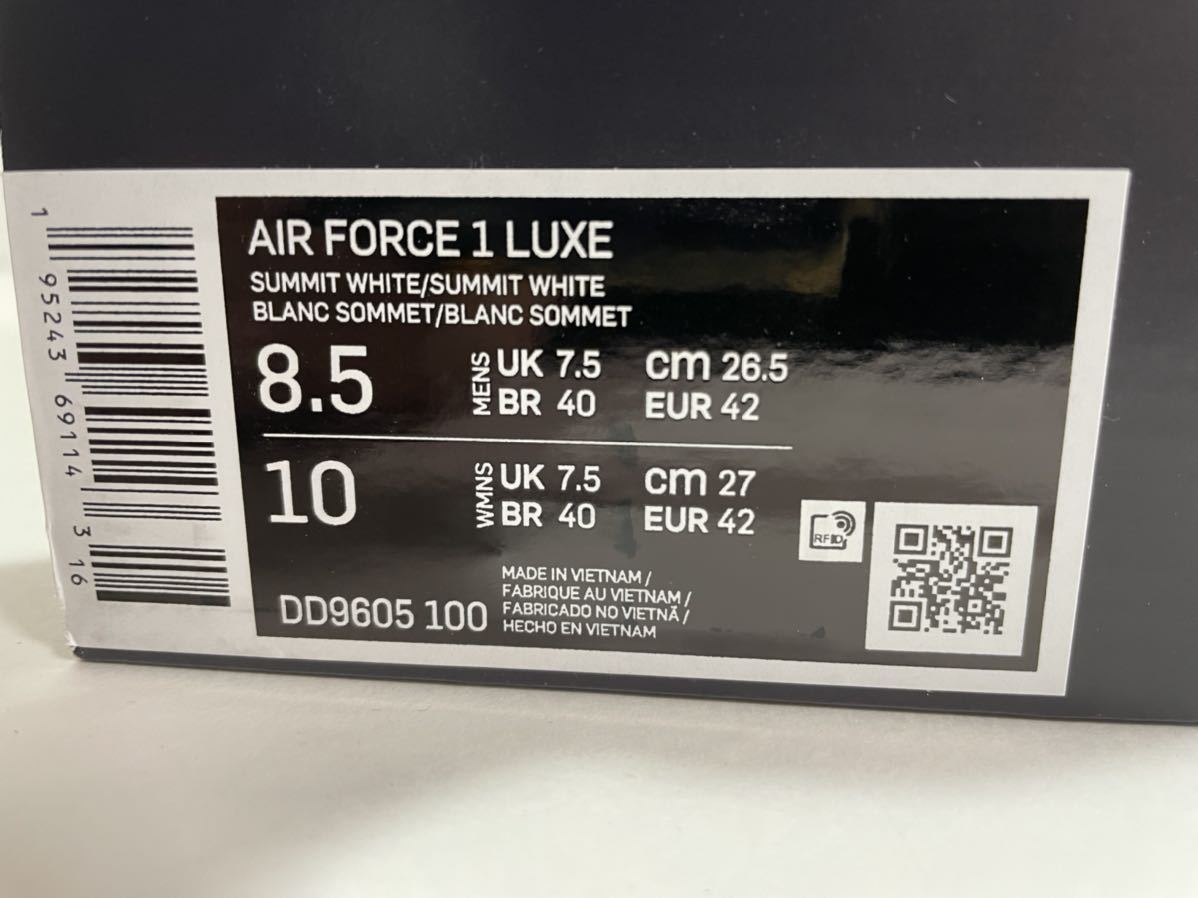 AIR FORCE 1 LUXE
SUMMIT WHITE/SUMMIT WHITE
BLANC SOMMET/BLANC SOMMET
8.5 MENS UK 7.5 cm 26.5
BR 40 EUR 42
10 WMNS UK 7.5 cm 27
BR 40 EUR 42
DD9605 100
MADE IN VIETNAM /
FABRIQUE AU VIETNAM /
FABRICADO NO VIETNÃ /
HECHO EN VIETNAM
RFID
1 95243 69114 3 16